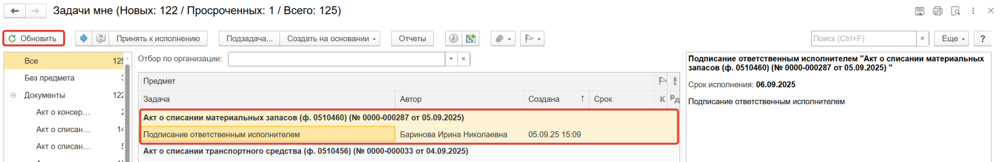 Задачи мне (Новых: 122 / Просроченных: 1 / Всего: 125)
Обновить Принять к исполнению Подзадача... Создать на основании Отчеты Поиск (Ctrl+F) × Еще ?
Все 125
Без предмета
Документы 122
Акт о консер...
Акт о списан...
Акт о списан...
Отбор по организации:
Предмет
Задача Автор Создана ↑ Срок К
Акт о списании материальных запасов (ф. 0510460) (№ 0000-000287 от 05.09.2025)
Подписание ответственным исполнителем Баринова Ирина Николаевна 05.09.25 15:09
Акт о списании транспортного средства (ф. 0510456) (№ 0000-000033 от 04.09.2025)
Подписание ответственным исполнителем "Акт о списании материальных
запасов (ф. 0510460) (№ 0000-000287 от 05.09.2025) "
Срок исполнения: 06.09.2025
Подписание ответственным исполнителем